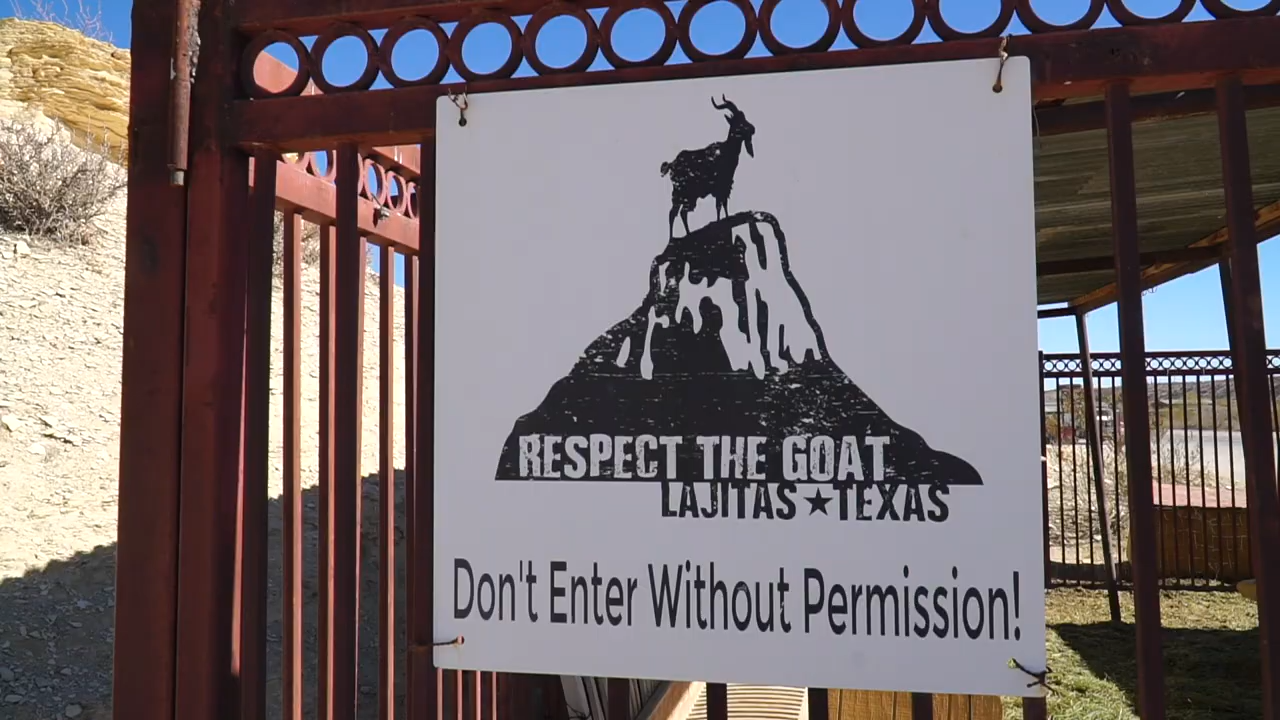 RESPECT THE GOAT
LAJITAS★TEXAS
Don't Enter Without Permission!